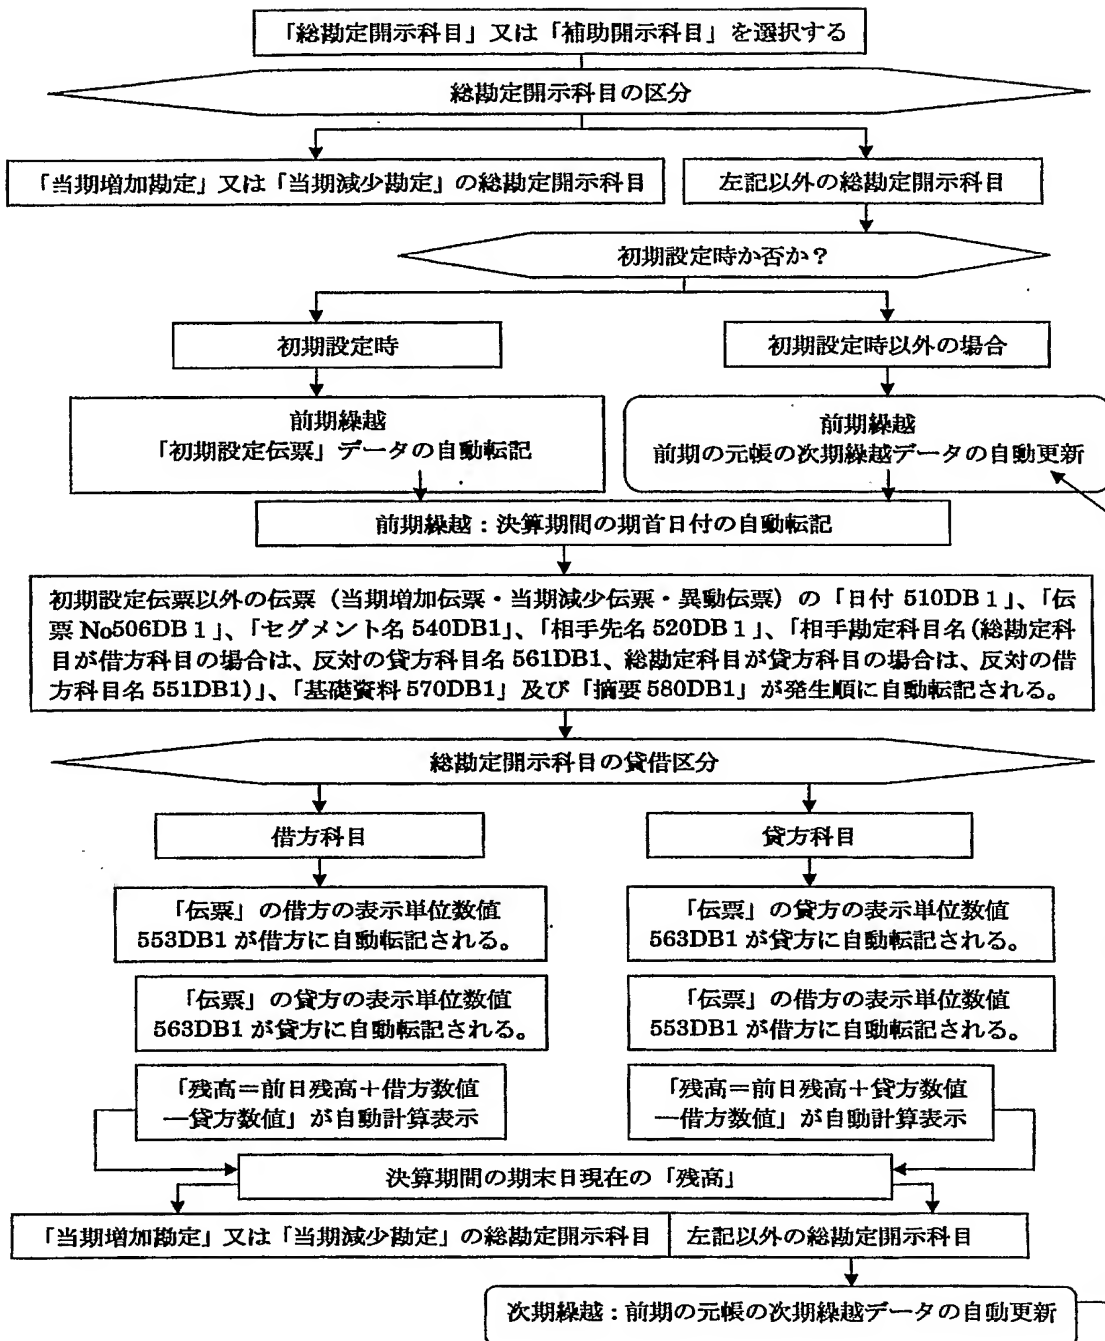 「総勘定開示科目」又は「補助開示科目」を選択する
総勘定開示科目の区分
「当期増加勘定」又は「当期減少勘定」の総勘定開示科目
左記以外の総勘定開示科目
初期設定時か否か？
初期設定時
初期設定時以外の場合
前期繰越
「初期設定伝票」データの自動転記
前期繰越
前期の元帳の次期繰越データの自動更新
前期繰越：決算期間の期首日付の自動転記
初期設定伝票以外の伝票（当期増加伝票・当期減少伝票・異動伝票）の「日付 510DB1」、「伝
票 No506DB1」、「セグメント名 540DB1」、「相手先名 520DB1」、「相手勘定科目名（総勘定科
目が借方科目の場合は、反対の貸方科目名 561DB1、総勘定科目が貸方科目の場合は、反対の借
方科目名 551DB1）」、「基礎資料 570DB1」及び「摘要 580DB1」が発生順に自動転記される。
総勘定開示科目の貸借区分
借方科目
貸方科目
「伝票」の借方の表示単位数値
553DB1 が借方に自動転記される。
「伝票」の貸方の表示単位数値
563DB1 が貸方に自動転記される。
「伝票」の貸方の表示単位数値
563DB1 が貸方に自動転記される。
「伝票」の借方の表示単位数値
553DB1 が借方に自動転記される。
「残高＝前日残高＋借方数値
―貸方数値」が自動計算表示
「残高＝前日残高＋貸方数値
―借方数値」が自動計算表示
決算期間の期末日現在の「残高」
「当期増加勘定」又は「当期減少勘定」の総勘定開示科目
左記以外の総勘定開示科目
次期繰越：前期の元帳の次期繰越データの自動更新